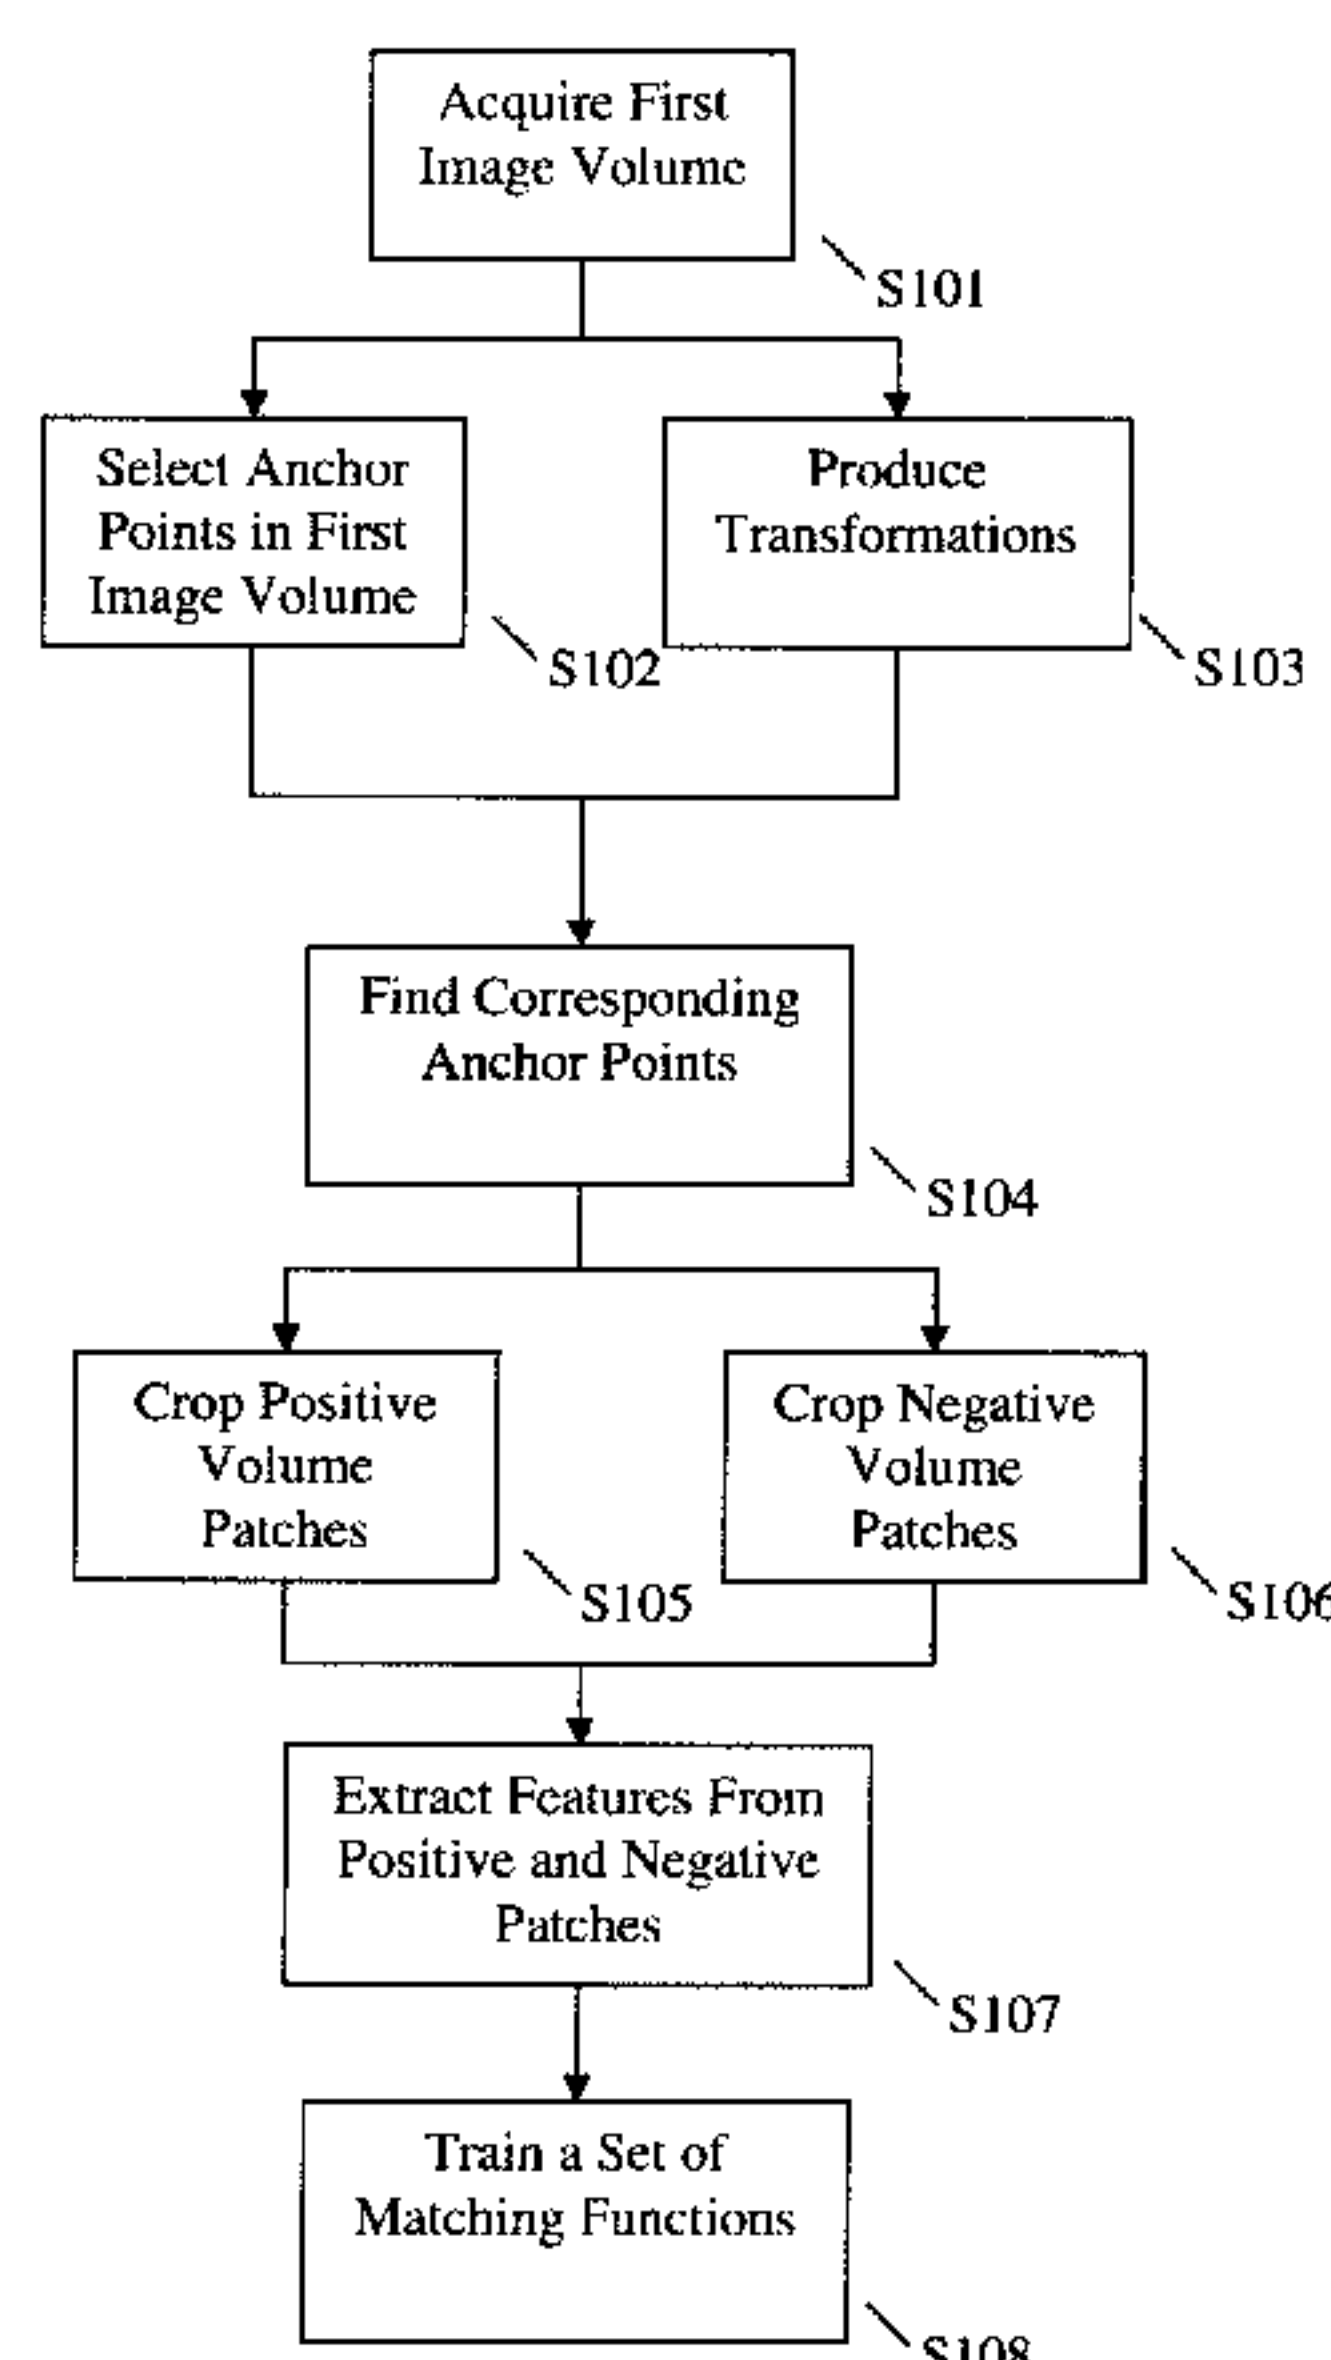 Acquire First
Image Volume
S101
Select Anchor
Points in First
Image Volume
S102
Produce
Transformations
S103
Find Corresponding
Anchor Points
S104
Crop Positive
Volume
Patches
S105
Crop Negative
Volume
Patches
S106
Extract Features From
Positive and Negative
Patches
S107
Train a Set of
Matching Functions
S108